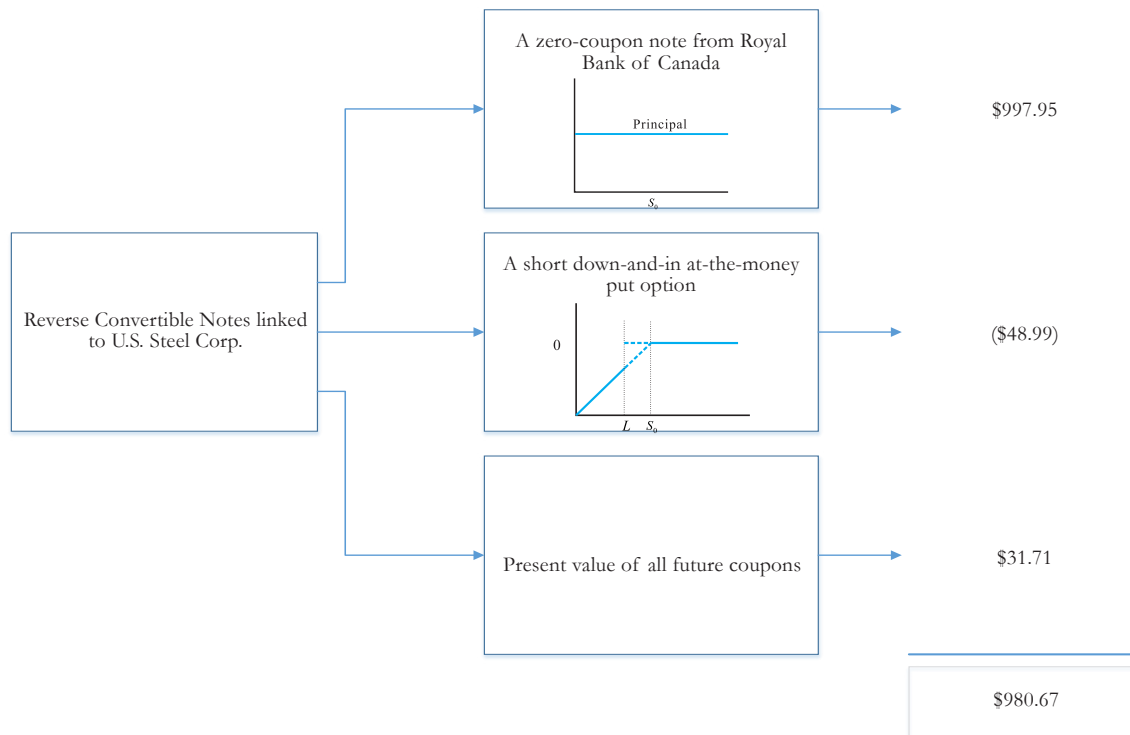 A zero-coupon note from Royal
Bank of Canada
Principal
S₀
$997.95
Reverse Convertible Notes linked
to U.S. Steel Corp.
A short down-and-in at-the-money
put option
0
L S₀
($48.99)
Present value of all future coupons
$31.71
$980.67